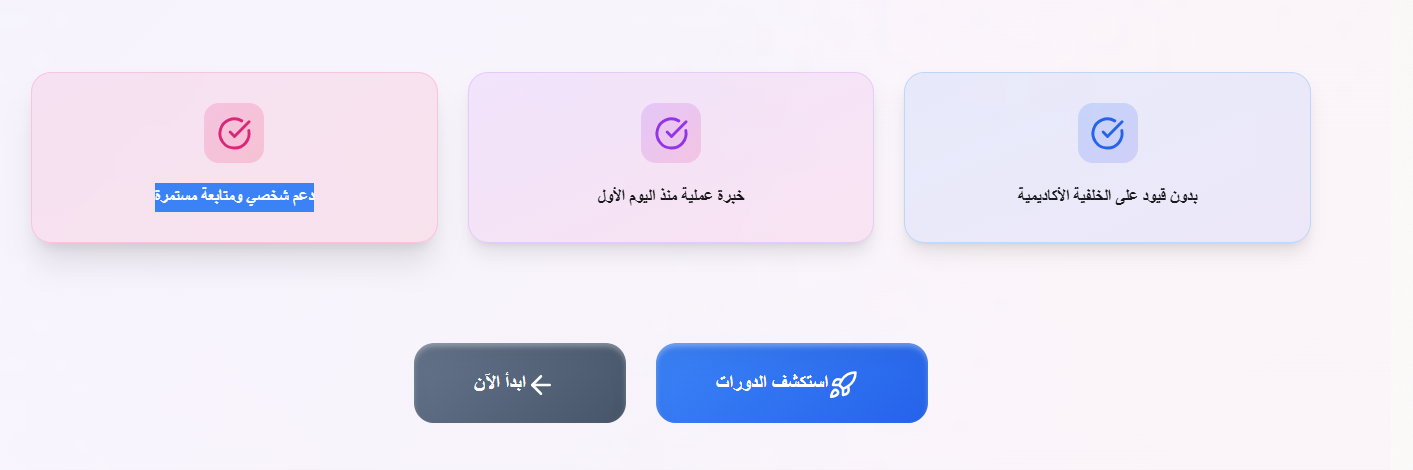 بدون قيود على الخلفية الأكاديمية
خبرة عملية منذ اليوم الأول
دعم شخصي ومتابعة مستمرة
استكشف الدورات
ابدأ الآن